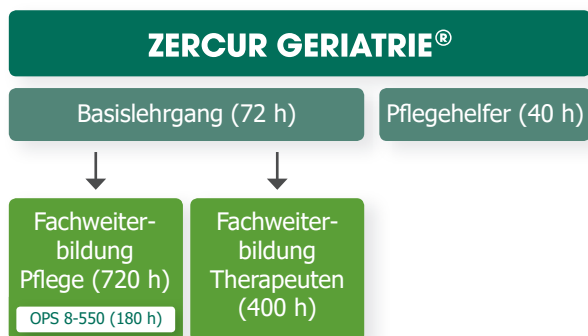 ZERCUR GERIATRIE®
Basislehrgang (72 h)
Pflegehelfer (40 h)
Fachweiter-
bildung
Pflege (720 h)
OPS 8-550 (180 h)
Fachweiter-
bildung
Therapeuten
(400 h)